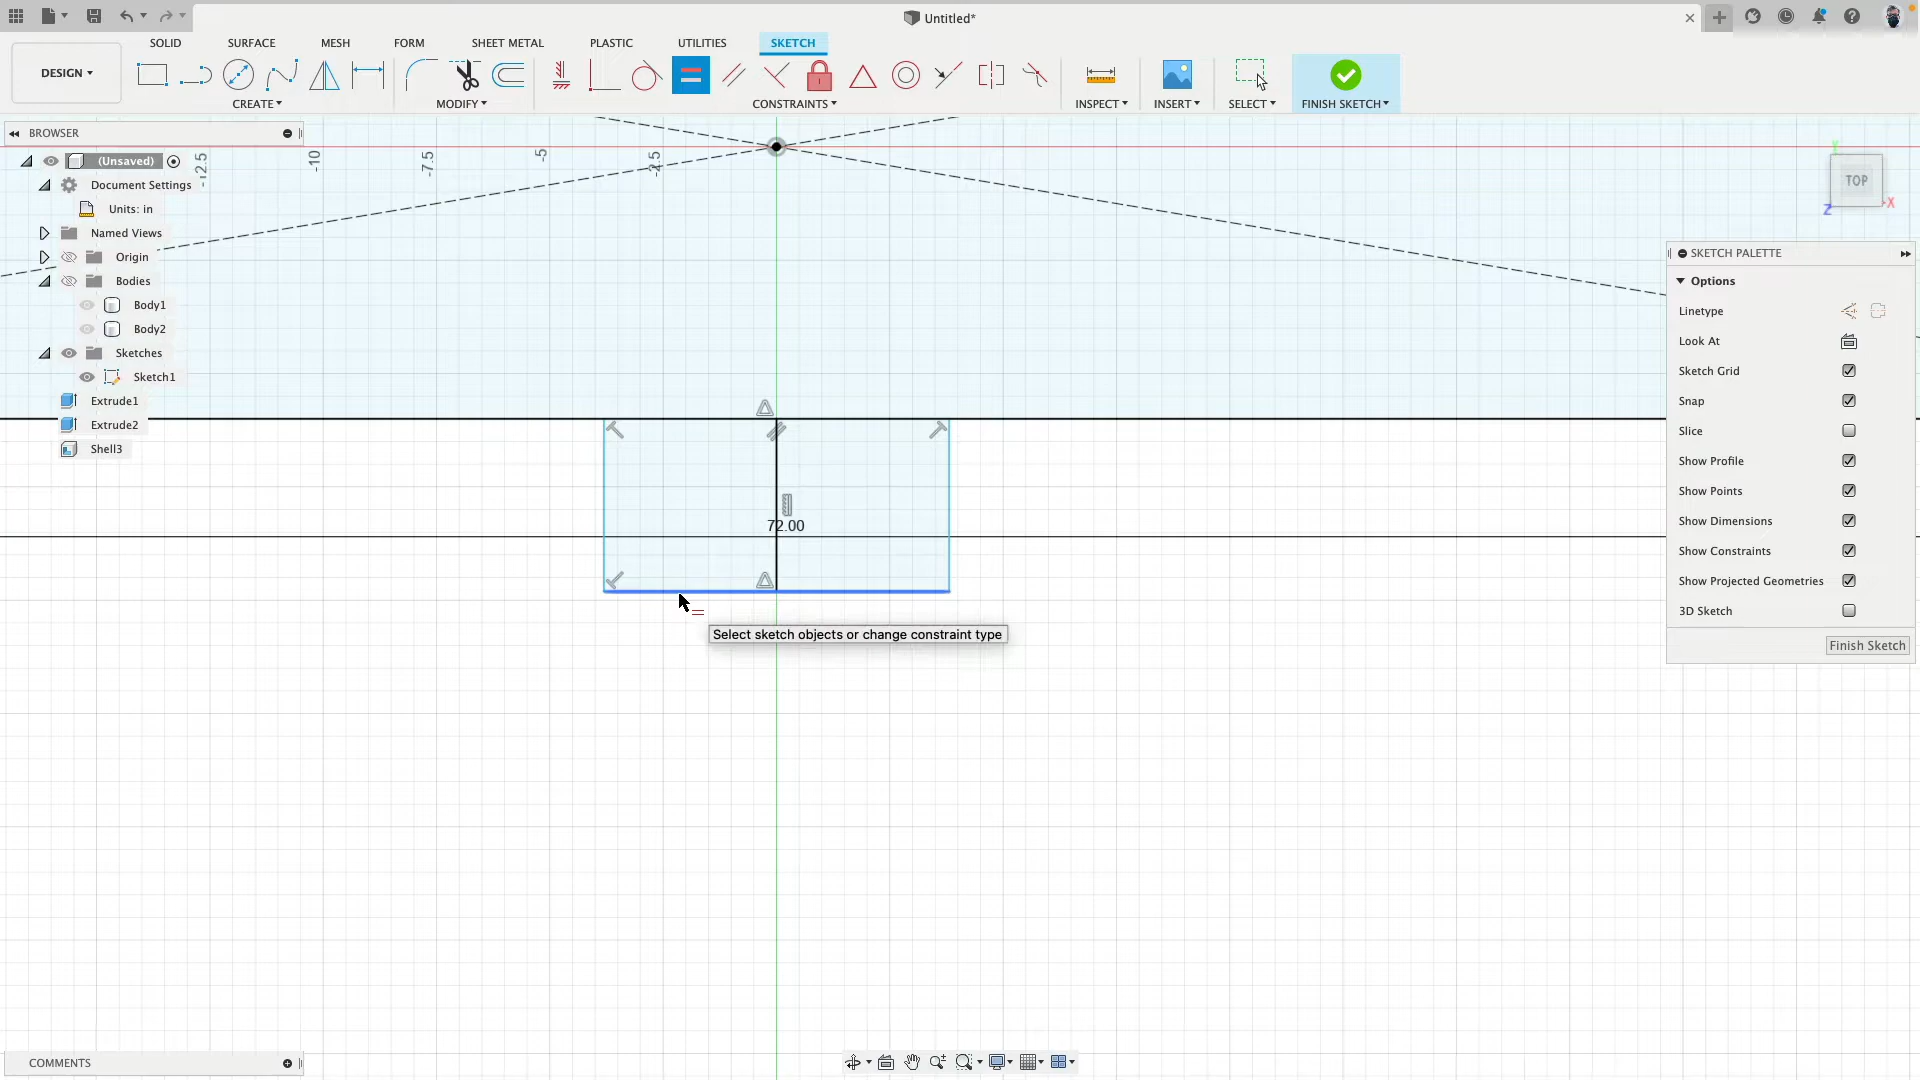 Untitled*
SOLID SURFACE MESH FORM SHEET METAL PLASTIC UTILITIES SKETCH
DESIGN
CREATE MODIFY CONSTRAINTS INSPECT INSERT SELECT FINISH SKETCH
BROWSER
(Unsaved)
Document Settings
Units: in
Named Views
Origin
Bodies
Body1
Body2
Sketches
Sketch1
Extrude1
Extrude2
Shell3
-12.5
-10
-7.5
-5
-2.5
72.00
Select sketch objects or change constraint type
Y
TOP
Z
X
SKETCH PALETTE
Options
Linetype
Look At
Sketch Grid
Snap
Slice
Show Profile
Show Points
Show Dimensions
Show Constraints
Show Projected Geometries
3D Sketch
Finish Sketch
COMMENTS